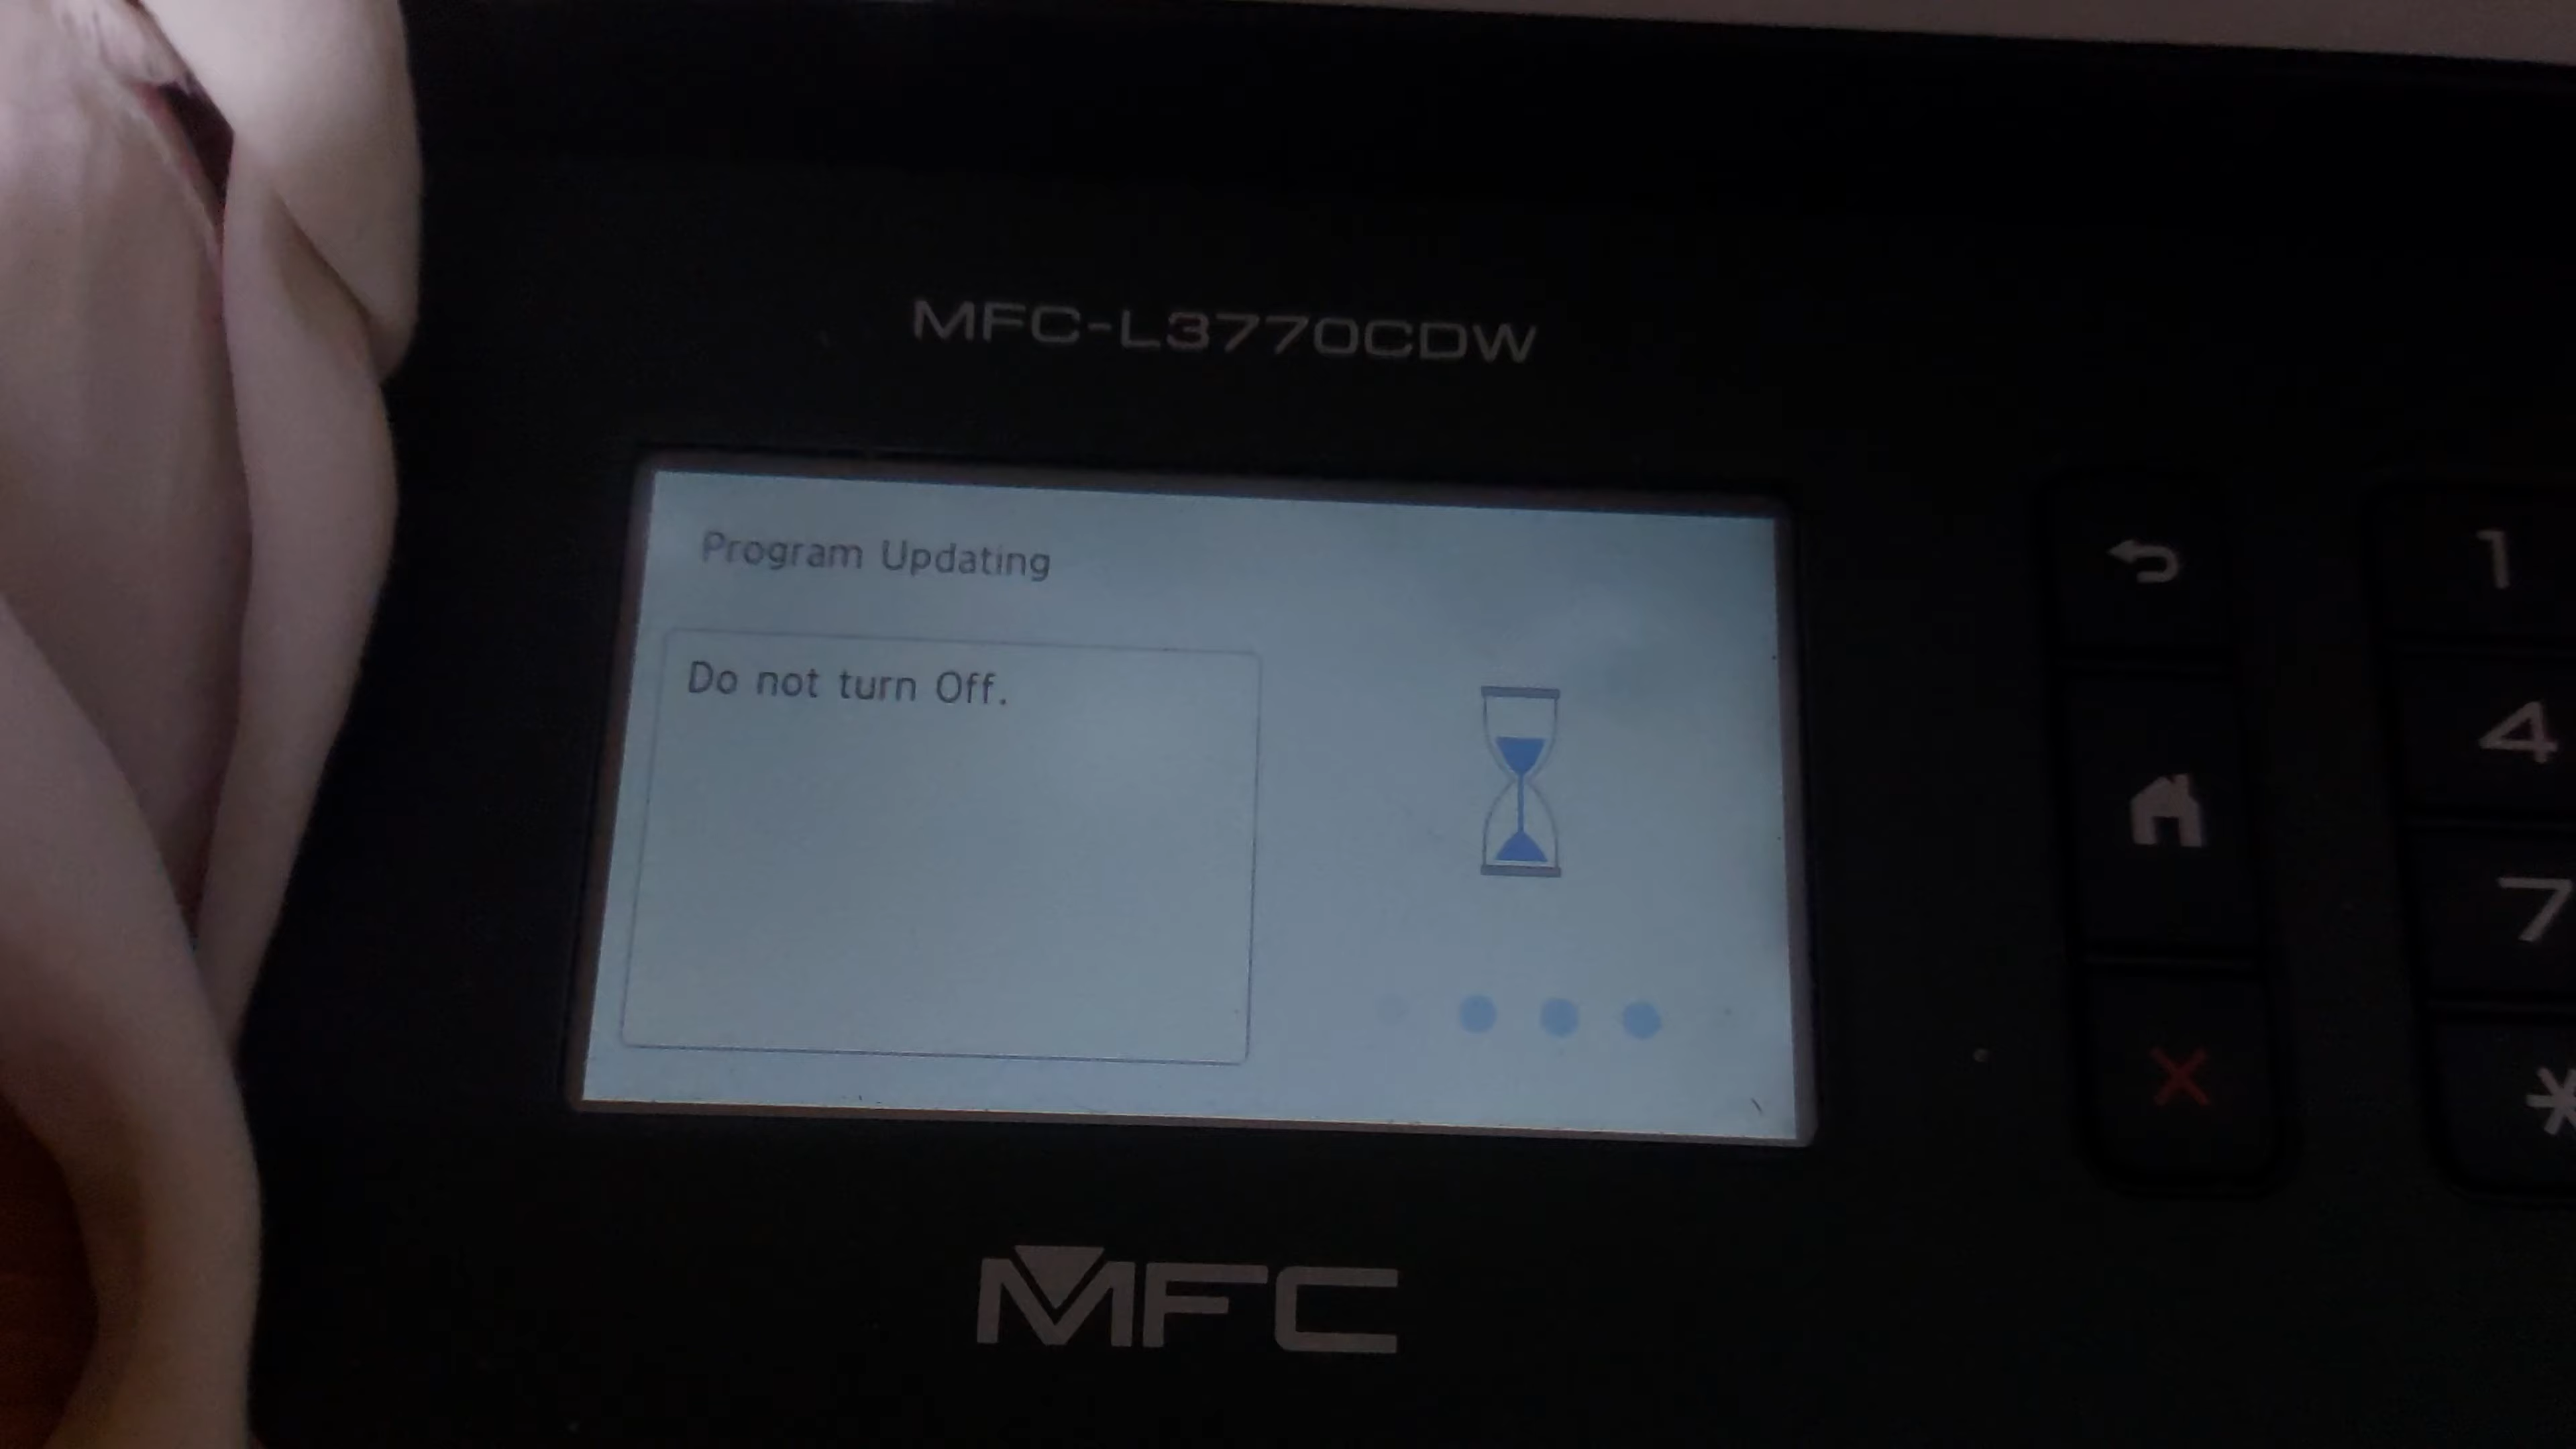 MFC-L3770CDW
Program Updating
Do not turn Off.
1
4
7
*
MFC